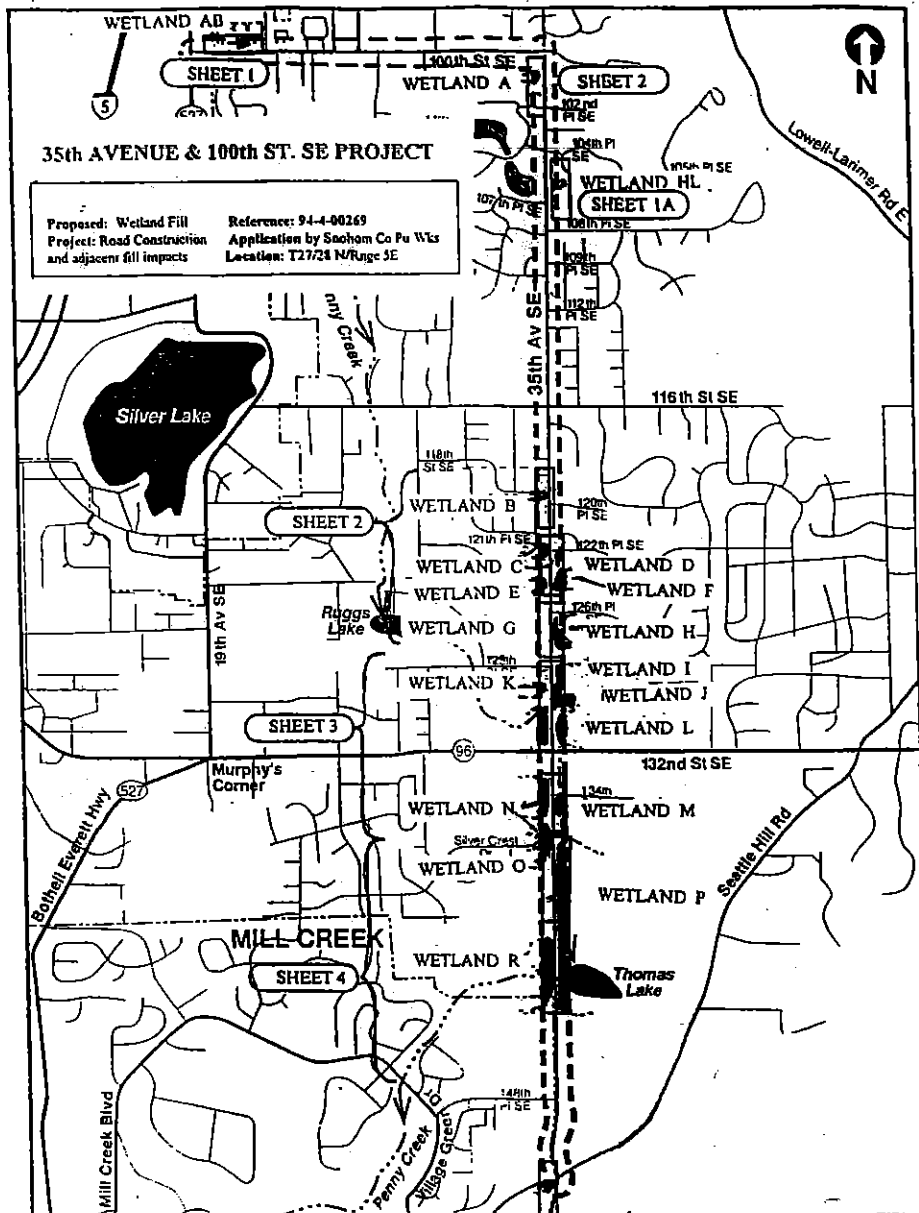 WETLAND AB
100th St SE
SHEET 1
WETLAND A
SHEET 2
N
5
102nd
Pl SE
35th AVENUE & 100th ST. SE PROJECT
104th Pl
SE
105th Pl SE
Lowell-Larimer Rd E
WETLAND HL
107th Pl SE
SHEET 1A
108th Pl SE
Proposed: Wetland Fill
Project: Road Construction
and adjacent fill impacts
Reference: 94-4-00269
Application by Snohom Co Pu Wks
Location: T27/28 N/Rnge 5E
109th
Pl SE
112th
Pl SE
35th Av SE
nny Creek
116th St SE
Silver Lake
118th
St SE
WETLAND B
120th
Pl SE
SHEET 2
121th Pl SE
122th Pl SE
WETLAND C
WETLAND D
WETLAND E
WETLAND F
126th Pl
Ruggs
Lake
WETLAND G
WETLAND H
19th Av SE
WETLAND I
WETLAND K
WETLAND J
SHEET 3
WETLAND L
96
132nd St SE
Murphy's
Corner
527
Bothell Everett Hwy
134th
WETLAND N
WETLAND M
Silver Crest
WETLAND O
Seattle Hill Rd
WETLAND P
MILL CREEK
WETLAND R
SHEET 4
Thomas
Lake
148th
Pl SE
Mill Creek Blvd
Penny Creek
Village Green
Dr